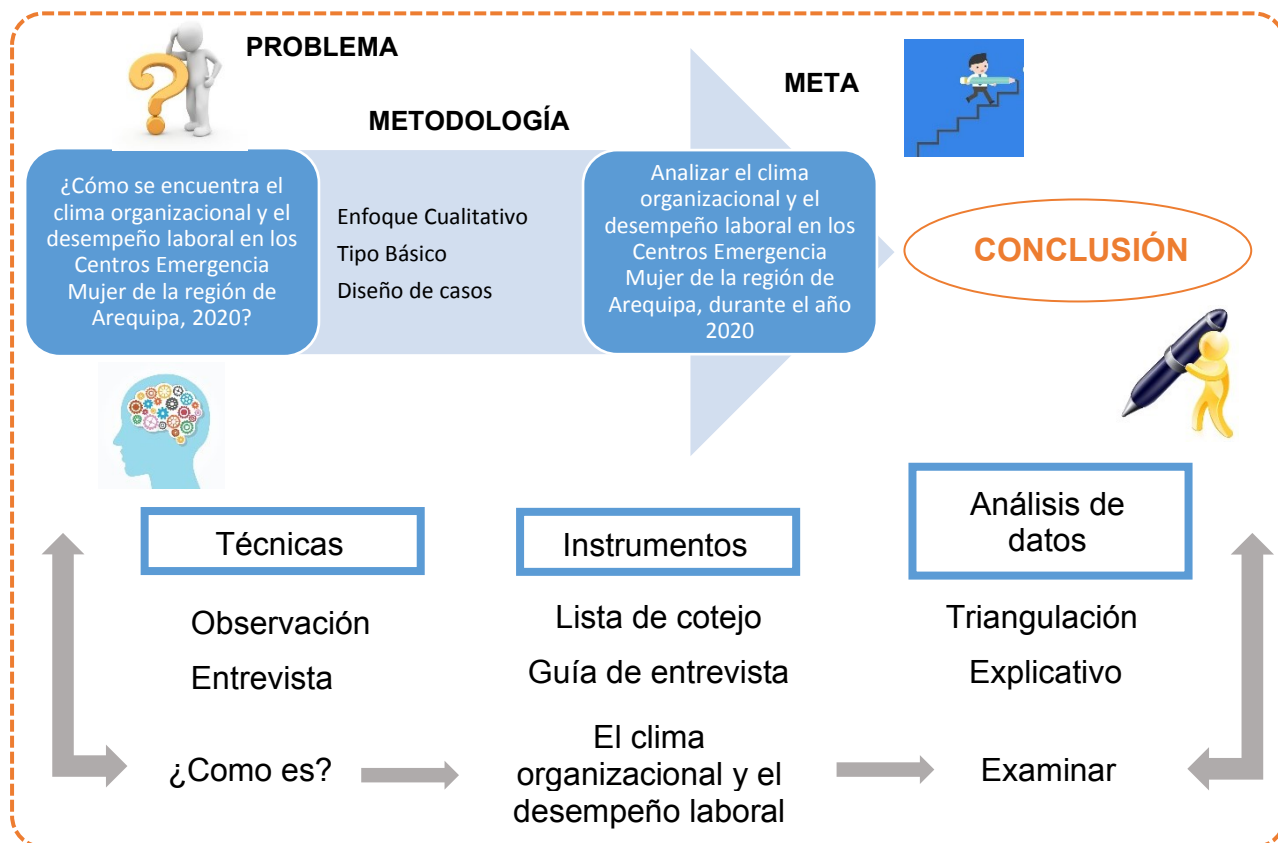 PROBLEMA
METODOLOGÍA
META
¿Cómo se encuentra el
clima organizacional y el
desempeño laboral en los
Centros Emergencia
Mujer de la región de
Arequipa, 2020?
Enfoque Cualitativo
Tipo Básico
Diseño de casos
Analizar el clima
organizacional y el
desempeño laboral en los
Centros Emergencia
Mujer de la región de
Arequipa, durante el año
2020
CONCLUSIÓN
Técnicas
Observación
Entrevista
Instrumentos
Lista de cotejo
Guía de entrevista
Análisis de
datos
Triangulación
Explicativo
¿Como es?
El clima
organizacional y el
desempeño laboral
Examinar